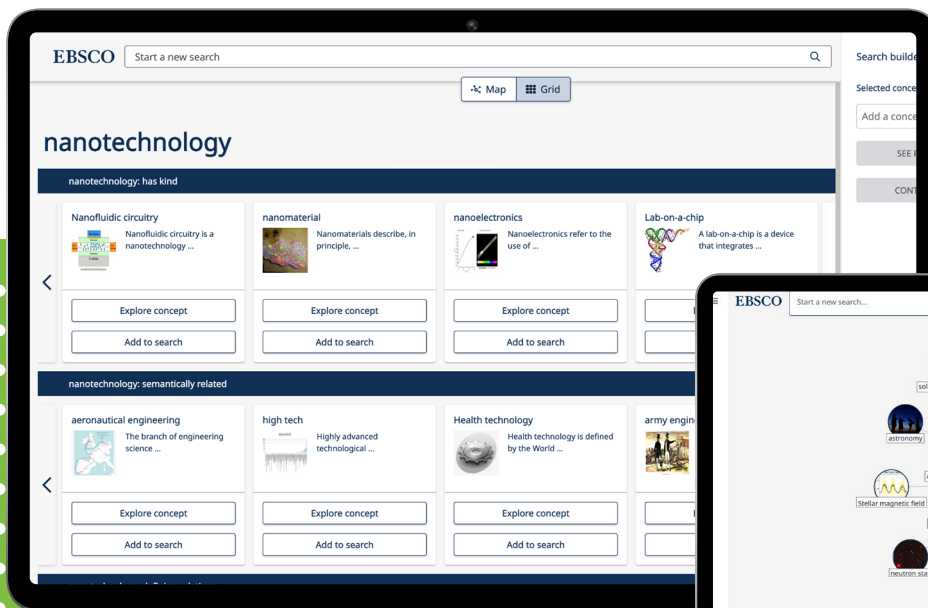 EBSCO
Start a new search
Search builde
Map
Grid
Selected conce
Add a conce
nanotechnology
SEE
CONT
nanotechnology: has kind
Nanofluidic circuitry
Nanofluidic circuitry is a
nanotechnology ...
nanomaterial
Nanomaterials describe, in
principle, ...
nanoelectronics
Nanoelectronics refer to the
use of ...
Lab-on-a-chip
A lab-on-a-chip is a device
that integrates ...
Explore concept
Explore concept
Explore concept
Add to search
Add to search
Add to search
nanotechnology: semantically related
aeronautical engineering
The branch of engineering
science ...
high tech
Highly advanced
technological ...
Health technology
Health technology is defined
by the World ...
army engin
Explore concept
Explore concept
Explore concept
Add to search
Add to search
Add to search
EBSCO
Start a new search...
sol
astronomy
Stellar magnetic field
neutron sta